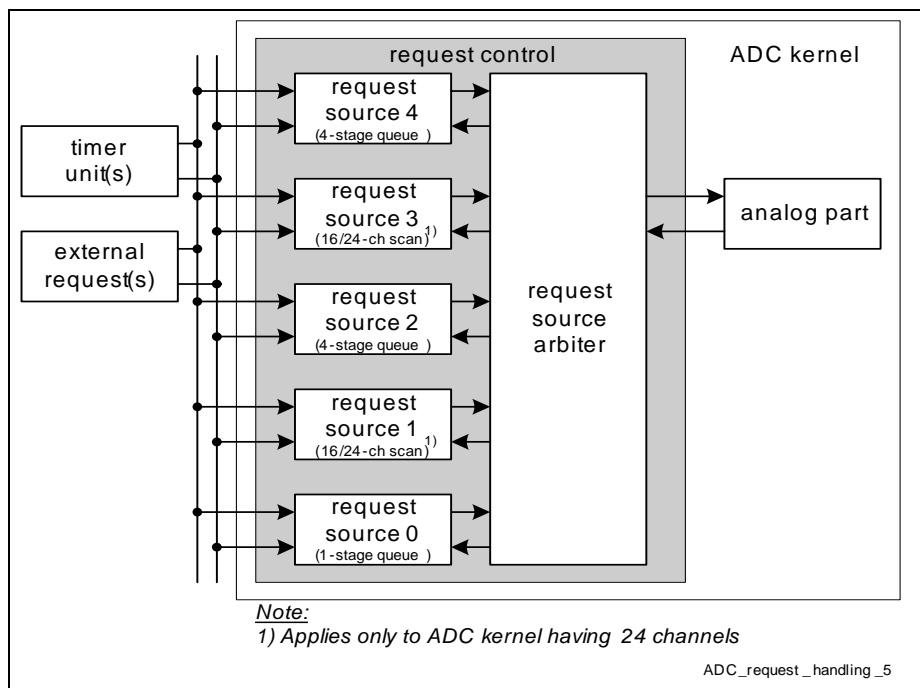 request control
ADC kernel
request
source 4
(4-stage queue )
timer
unit(s)
request
source 3
(16/24-ch scan) 1)
analog part
external
request(s)
request
source 2
(4-stage queue )
request
source
arbiter
request
source 1
(16/24-ch scan) 1)
request
source 0
(1-stage queue )
Note:
1) Applies only to ADC kernel having 24 channels
ADC_request _handling _5